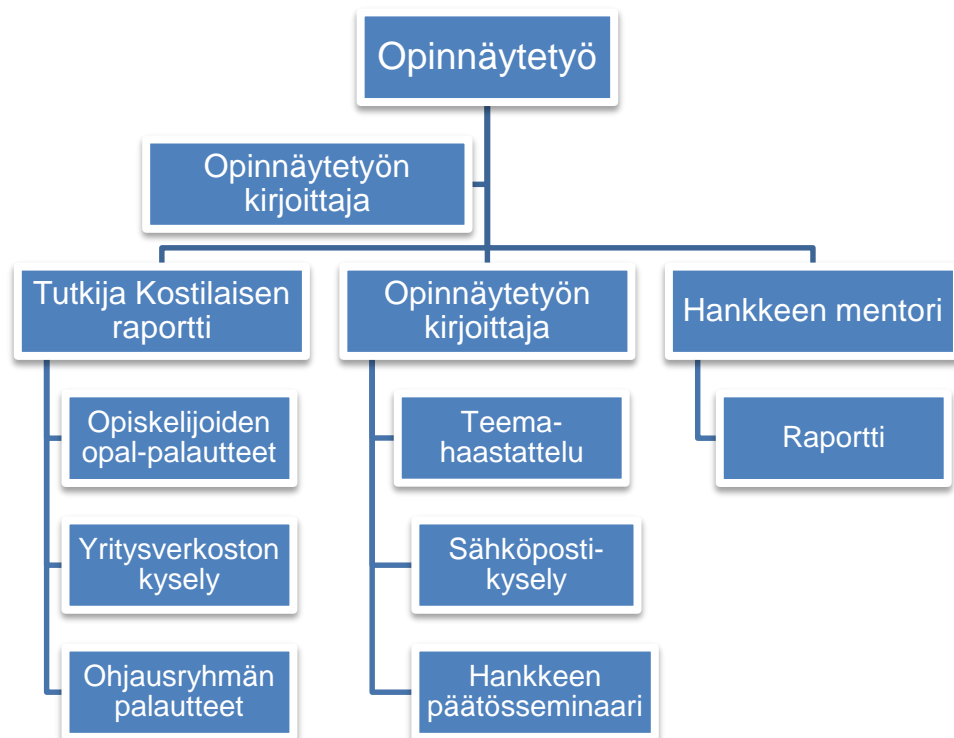 Opinnäytetyö
Opinnäytetyön
kirjoittaja
Tutkija Kostilaisen
raportti
Opiskelijoiden
opal-palautteet
Yritysverkoston
kysely
Ohjausryhmän
palautteet
Opinnäytetyön
kirjoittaja
Teema-
haastattelu
Sähköposti-
kysely
Hankkeen
päätösseminaari
Hankkeen mentori
Raportti